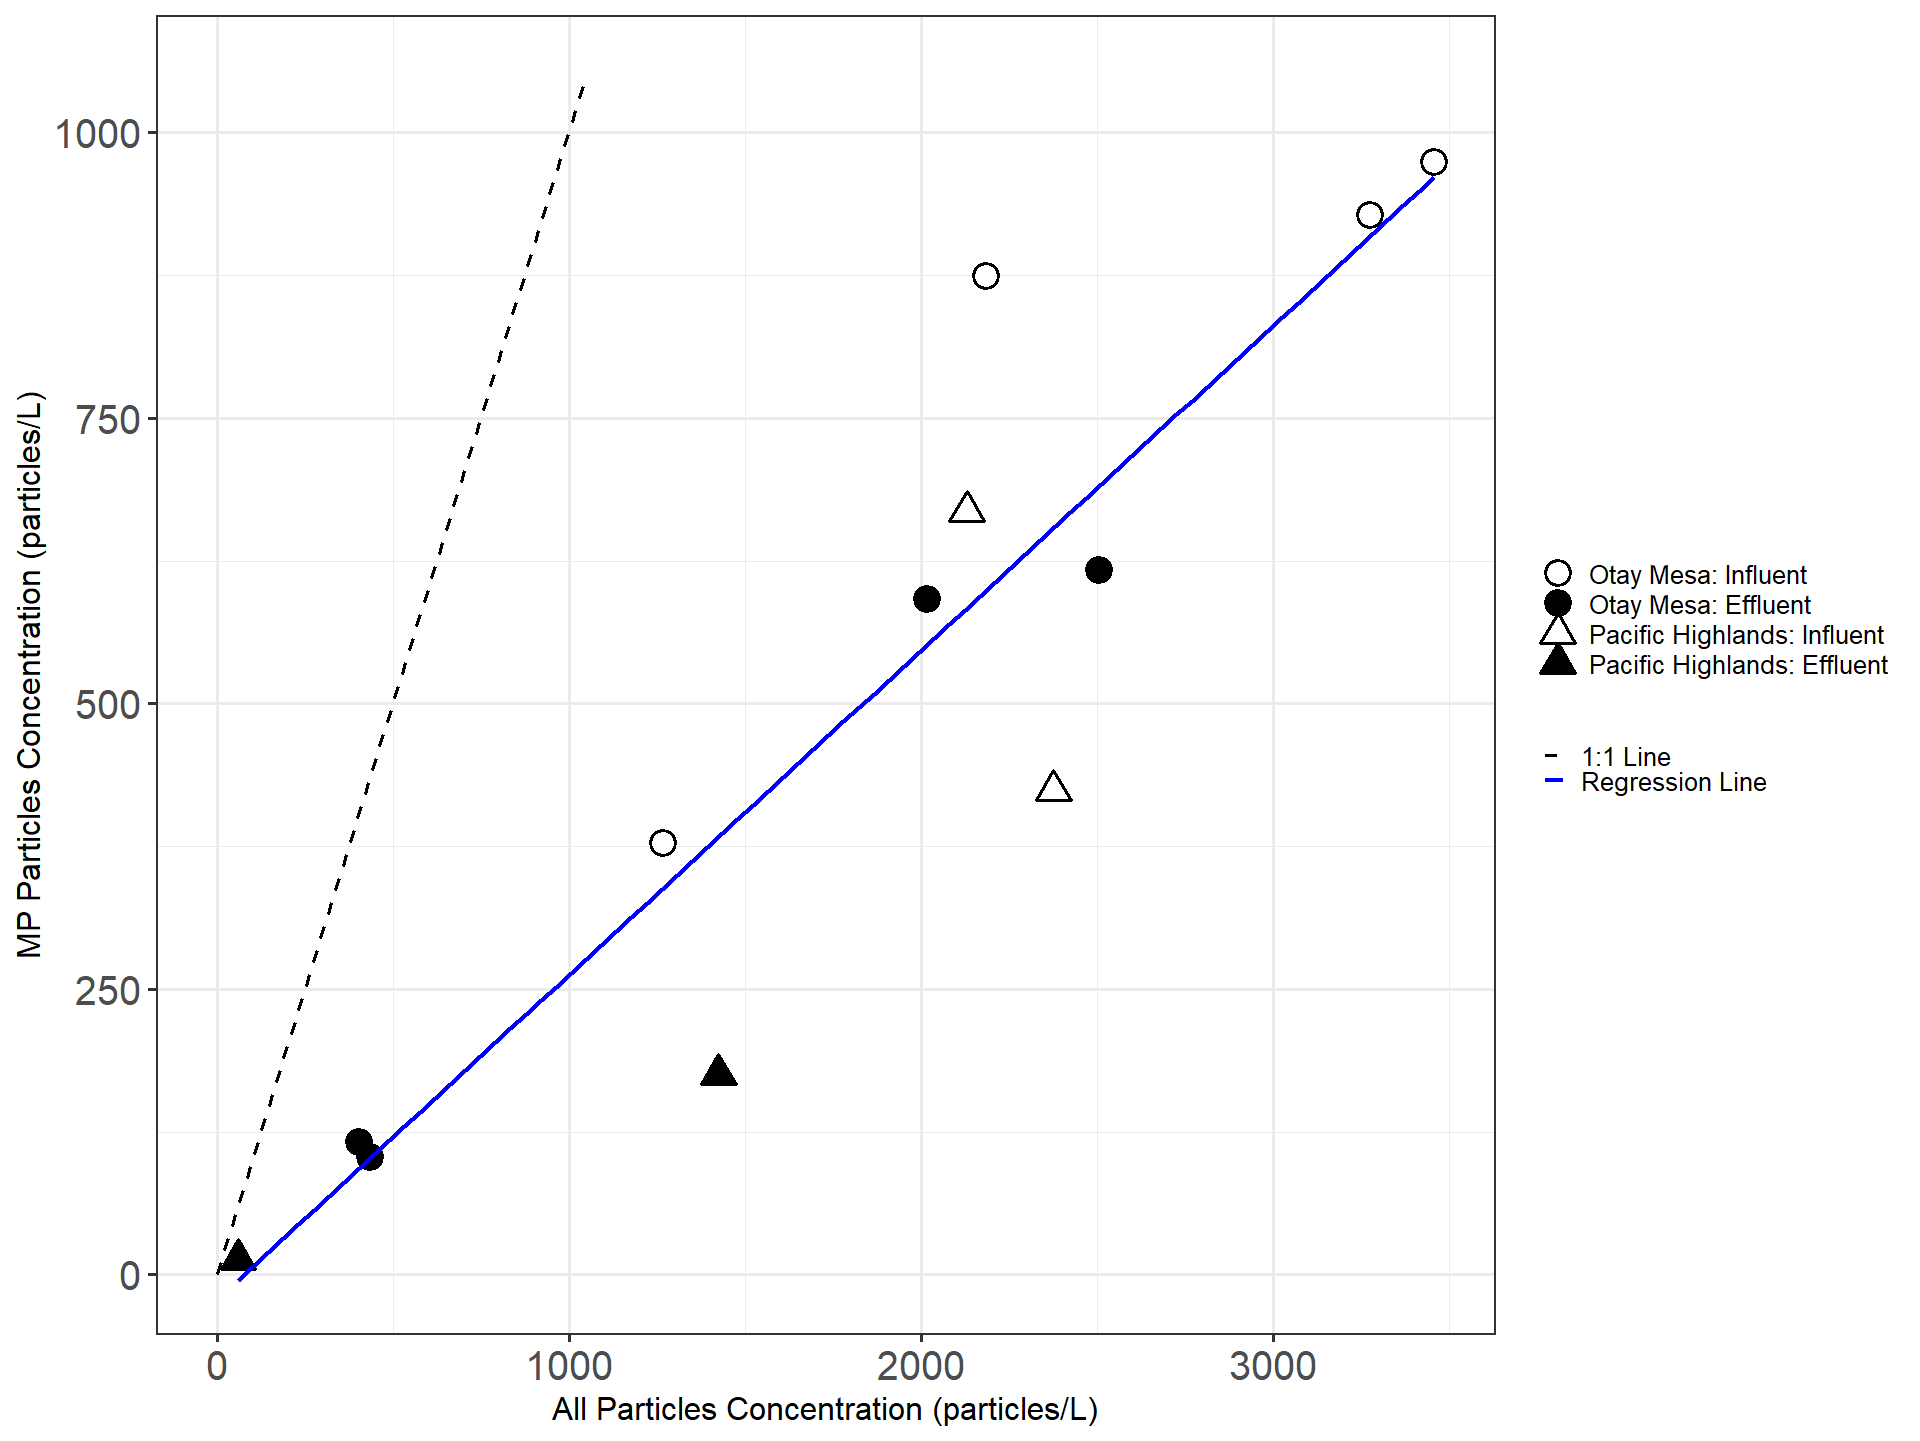 1000
750
500
250
0
MP Particles Concentration (particles/L)
0
1000
2000
3000
All Particles Concentration (particles/L)
Otay Mesa: Influent
Otay Mesa: Effluent
Pacific Highlands: Influent
Pacific Highlands: Effluent
1:1 Line
Regression Line